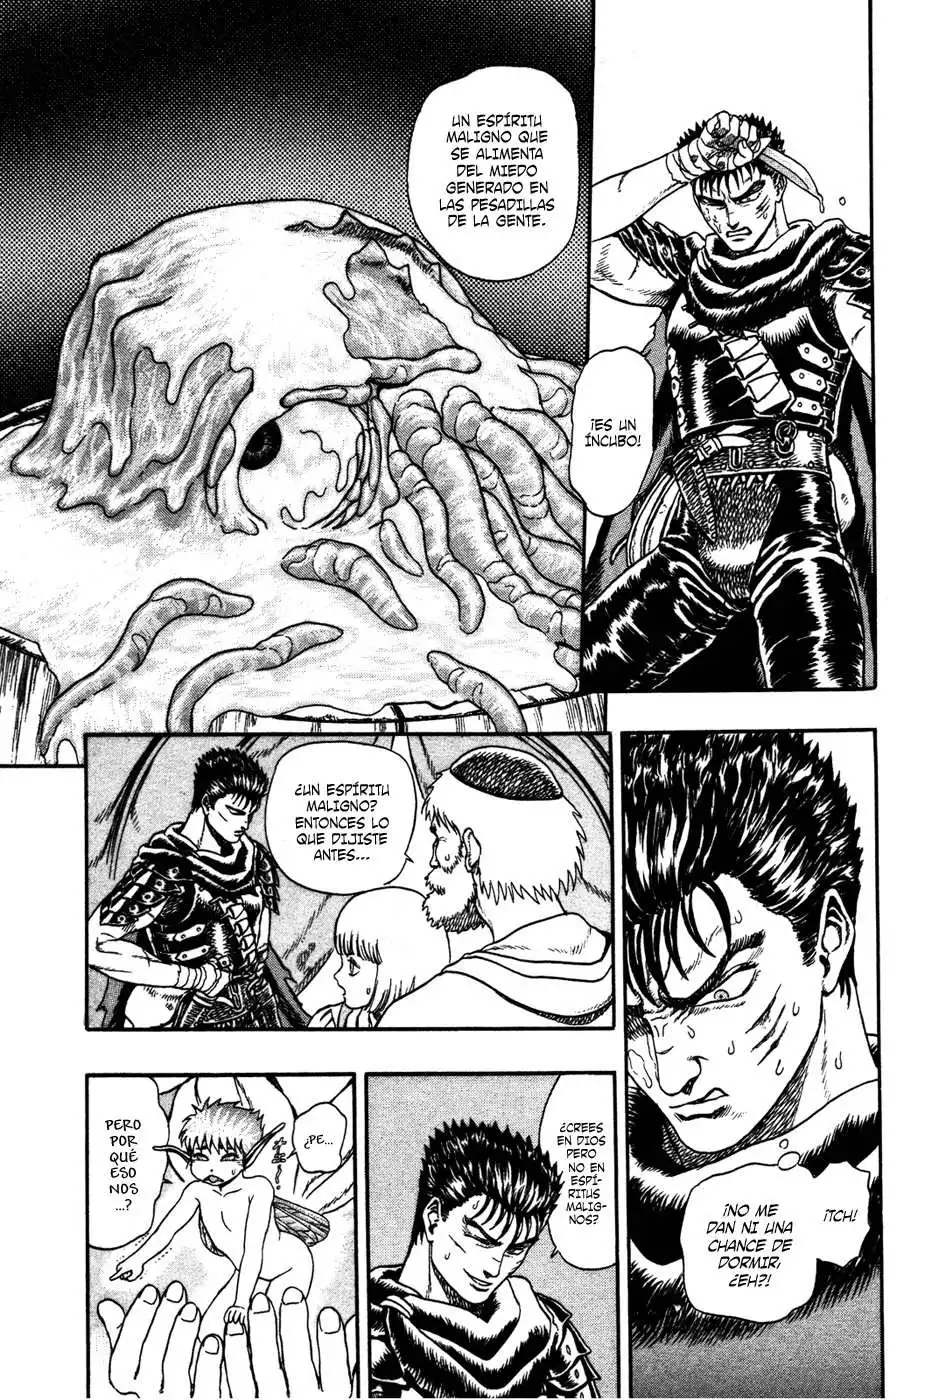 ¡ES UN
ÍNCUBO!
UN ESPÍRITU
MALIGNO QUE
SE ALIMENTA
DEL MIEDO
GENERADO EN
LAS PESADILLAS
DE LA GENTE.
¡TCH!
¡NO ME
DAN NI UNA
CHANCE DE
DORMIR,
¿EH?!
¿UN ESPÍRITU
MALIGNO?
ENTONCES LO
QUE DIJISTE
ANTES...
¿CREES
EN DIOS
PERO
NO EN
ESPÍ-
RITUS
MALIG-
NOS?
¿PE...
PERO
POR
QUÉ
ESO
NOS
...?